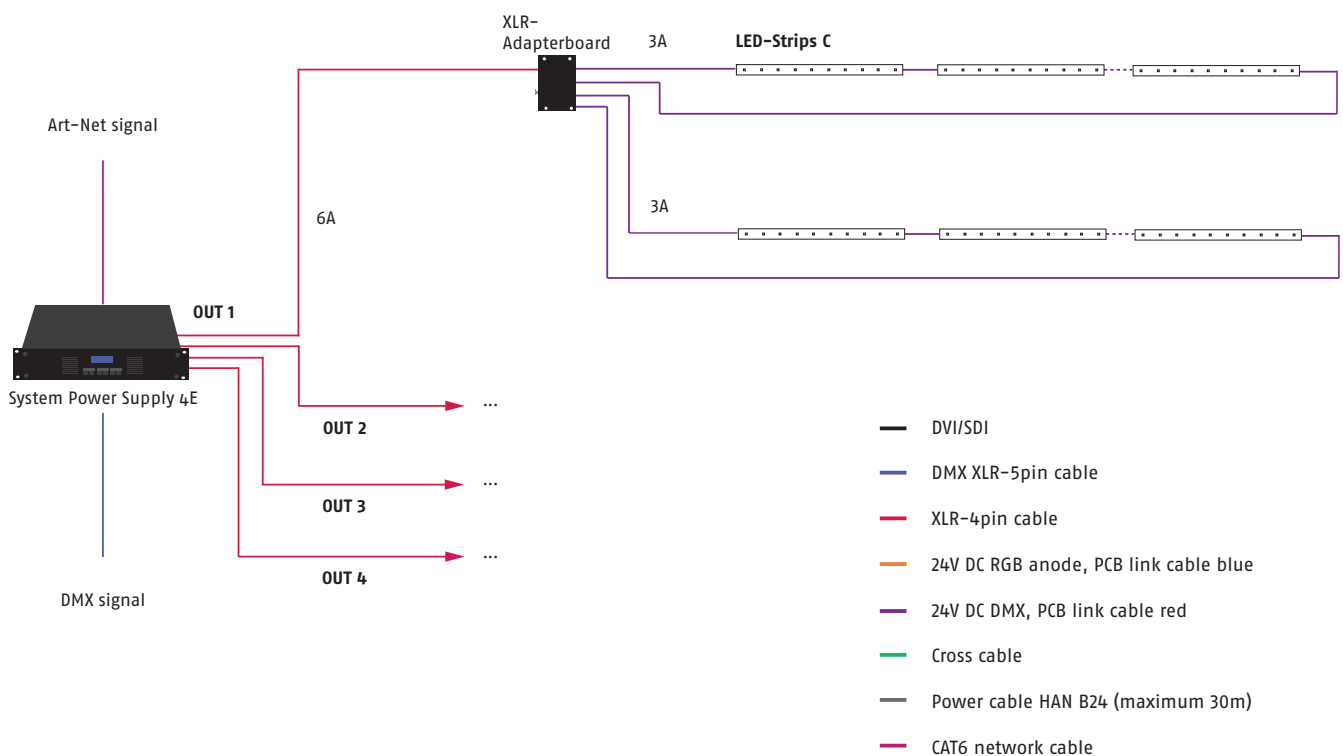 XLR-
Adapterboard
3A
LED-Strips C
Art-Net signal
6A
3A
OUT 1
System Power Supply 4E
...
OUT 2
...
OUT 3
...
OUT 4
DMX signal
DVI/SDI
DMX XLR-5pin cable
XLR-4pin cable
24V DC RGB anode, PCB link cable blue
24V DC DMX, PCB link cable red
Cross cable
Power cable HAN B24 (maximum 30m)
CAT6 network cable